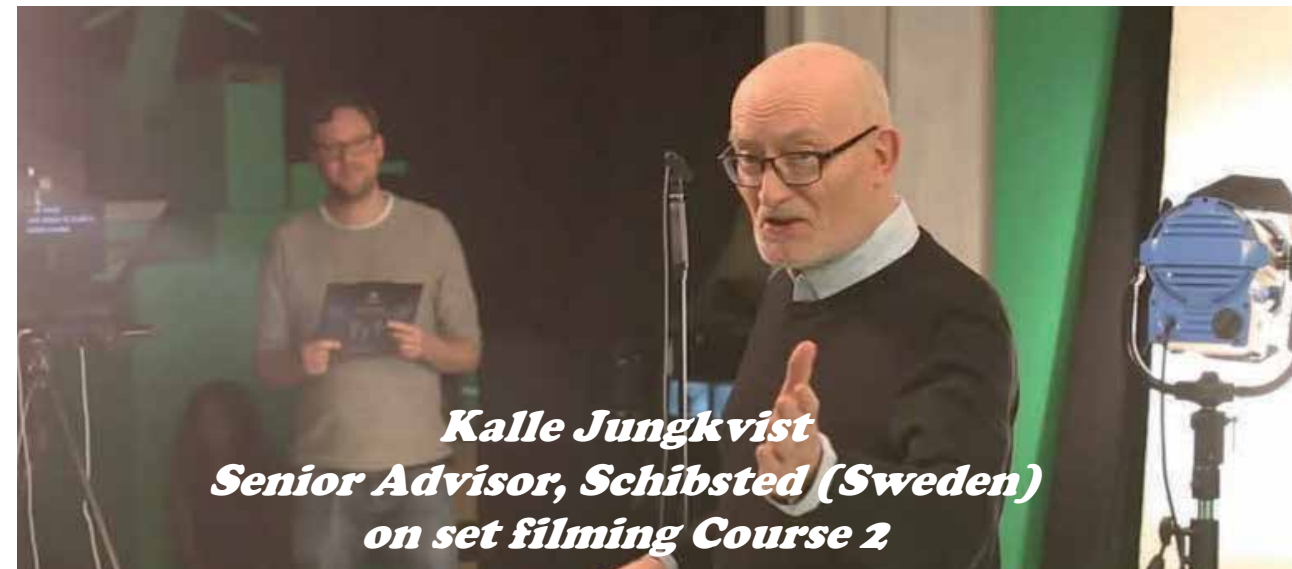 Kalle Jungkvist
Senior Advisor, Schibsted (Sweden)
on set filming Course 2